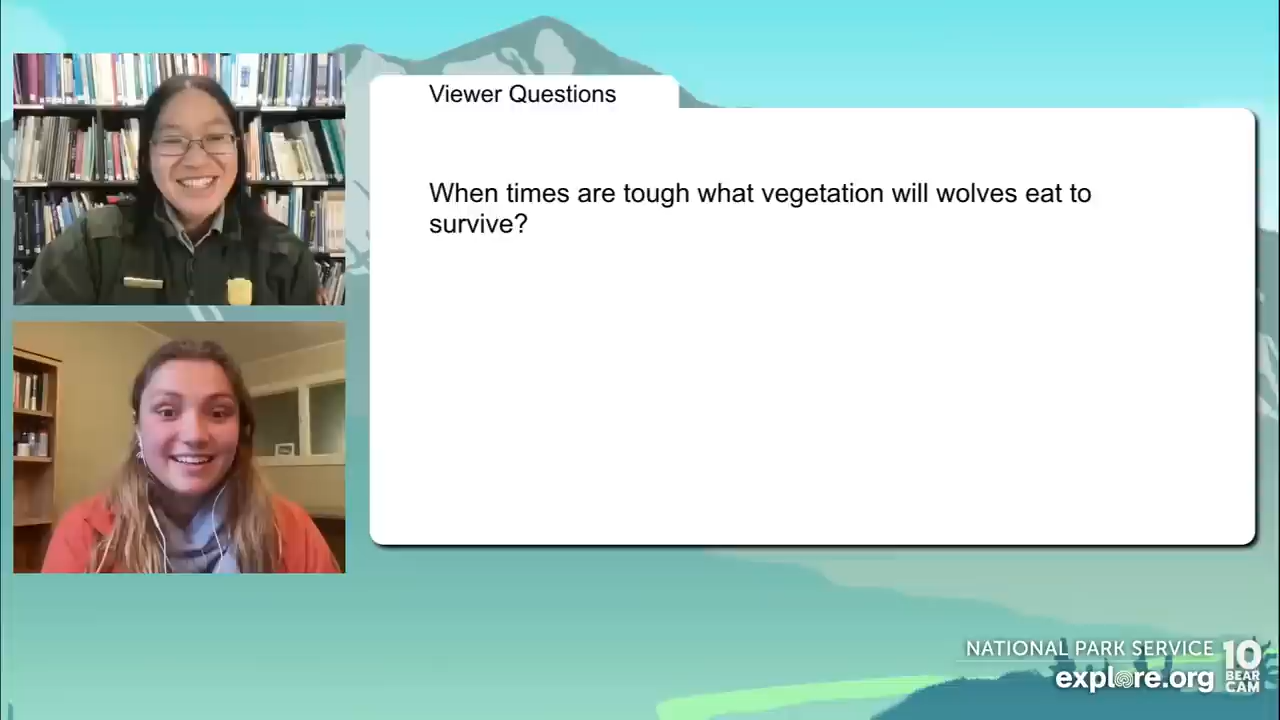 Viewer Questions
When times are tough what vegetation will wolves eat to
survive?
NATIONAL PARK SERVICE
explore.org
10
BEAR
CAM